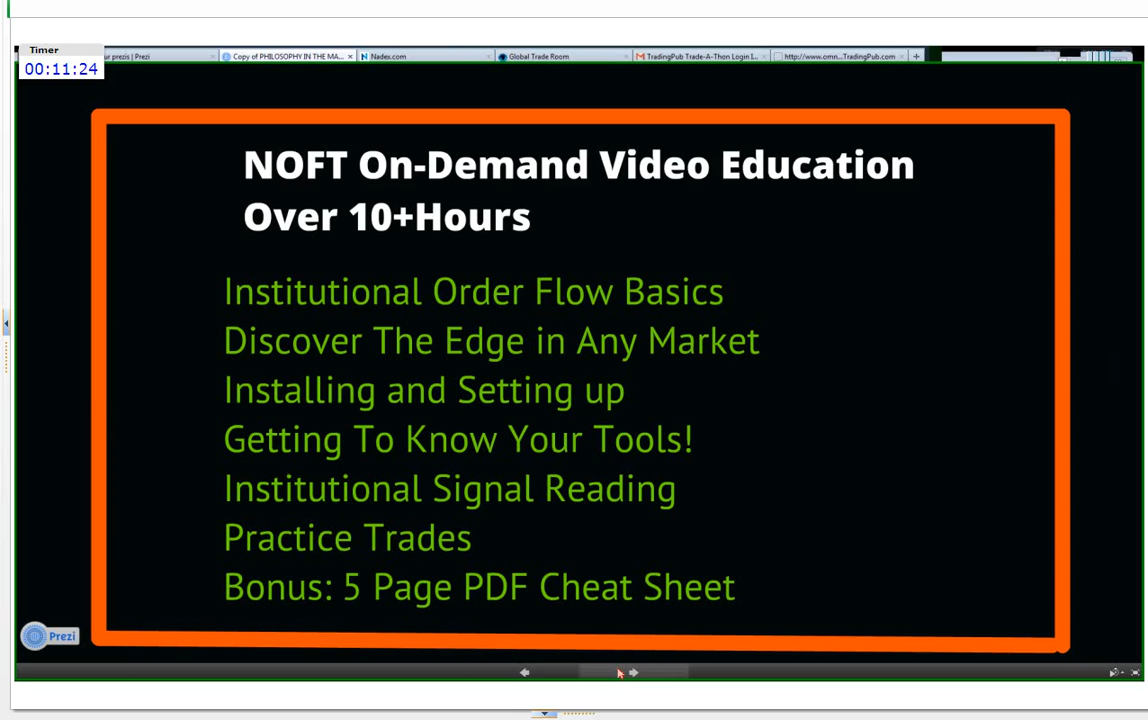 Timer
00:11:24
ur prezis | Prezi
Copy of PHILOSOPHY IN THE MA...
Nadex.com
Global Trade Room
TradingPub Trade-A-Thon Login I...
http://www.omn...TradingPub.com
NOFT On-Demand Video Education
Over 10+Hours
Institutional Order Flow Basics
Discover The Edge in Any Market
Installing and Setting up
Getting To Know Your Tools!
Institutional Signal Reading
Practice Trades
Bonus: 5 Page PDF Cheat Sheet
Prezi